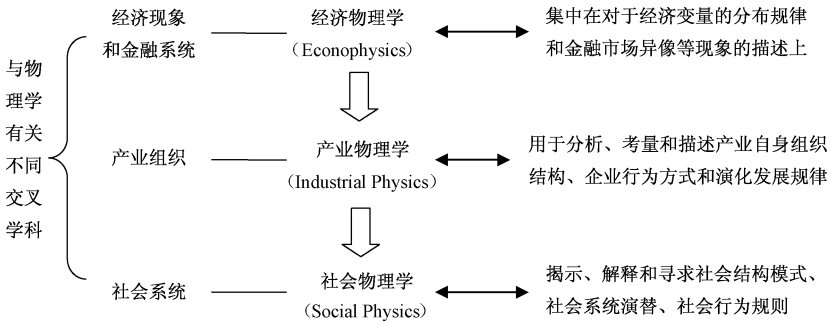 与物
理学
有关
不同
交叉
学科
经济现象
和金融系统
经济物理学
（Econophysics）
集中在对于经济变量的分布规律
和金融市场异像等现象的描述上
产业组织
产业物理学
（Industrial Physics）
用于分析、考量和描述产业自身组织
结构、企业行为方式和演化发展规律
社会系统
社会物理学
（Social Physics）
揭示、解释和寻求社会结构模式、
社会系统演替、社会行为规则